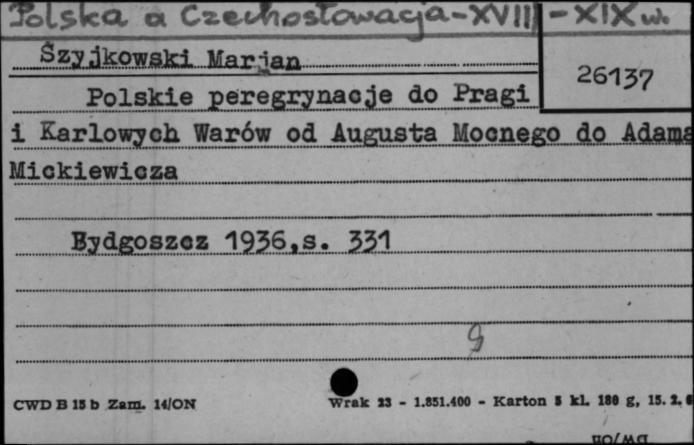 Polska a Czechosłowacja-XVIII-XIX w.
Szyjkowski Marjan
26137
Polskie peregrynacje do Pragi
i Karlowych Warów od Augusta Mocnego do Adama
Mickiewicza
Bydgoszcz 1936,s. 331
CWD B 15 b Zam. 14/ON
Wrak 23 - 1.851.400 - Karton 5 kl. 180 g, 15. 2. 6